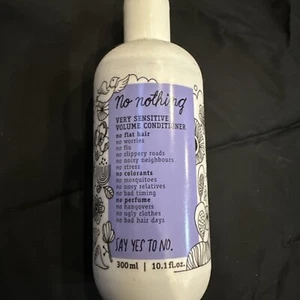 No nothing
VERY SENSITIVE
VOLUME CONDITIONER
no flat hair
no worries
no flu
no slippery roads
no noisy neighbours
no stress
no colorants
no mosquitoes
no nosy relatives
no bad timing
no perfume
no hangovers
no ugly clothes
no bad hair days
SAY YES TO NO.
300ml | 10.1fl.oz.